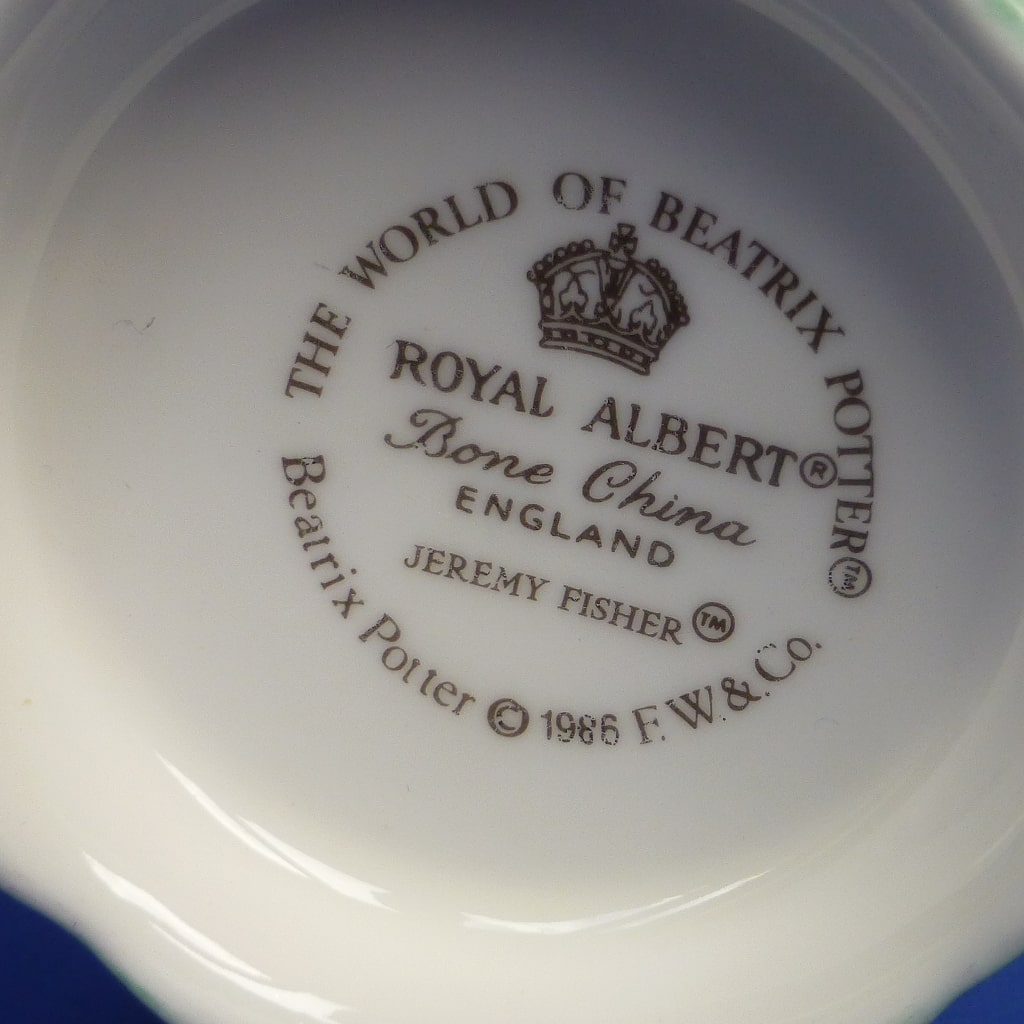 THE WORLD OF BEATRIX POTTER™
ROYAL ALBERT®
Bone China
ENGLAND
JEREMY FISHER™
Beatrix Potter © 1986 F. W. & Co.